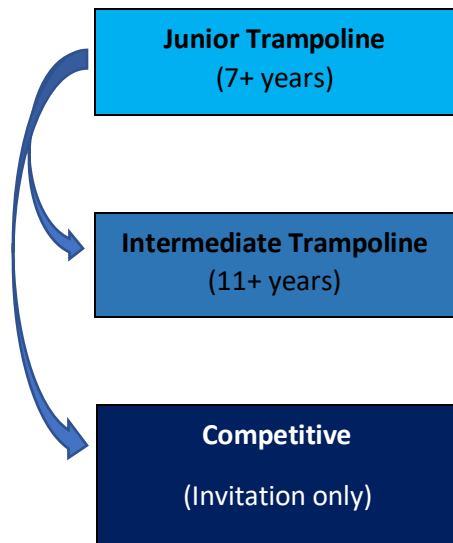 Junior Trampoline
(7+ years)
Intermediate Trampoline
(11+ years)
Competitive
(Invitation only)